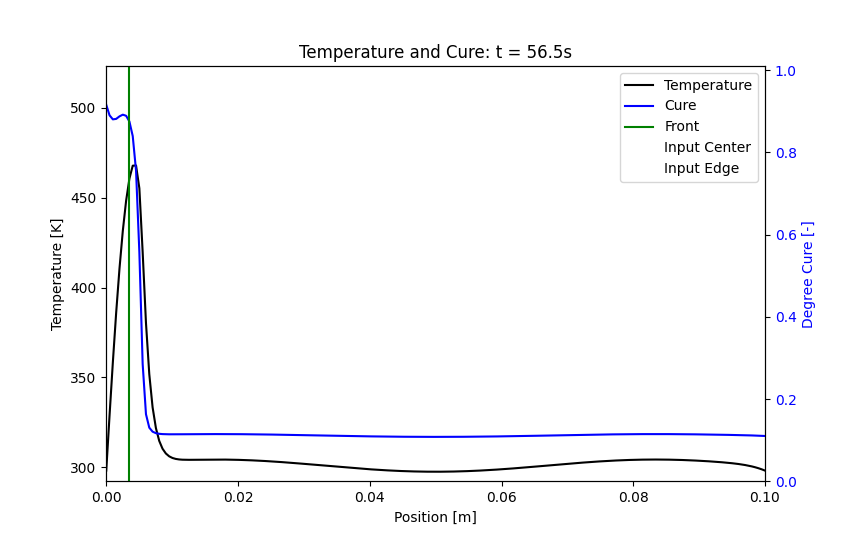 Temperature and Cure: t = 56.5s
Temperature
Cure
Front
Input Center
Input Edge
500
450
400
350
300
Temperature [K]
1.0
0.8
0.6
0.4
0.2
0.0
Degree Cure [-]
0.00 0.02 0.04 0.06 0.08 0.10
Position [m]